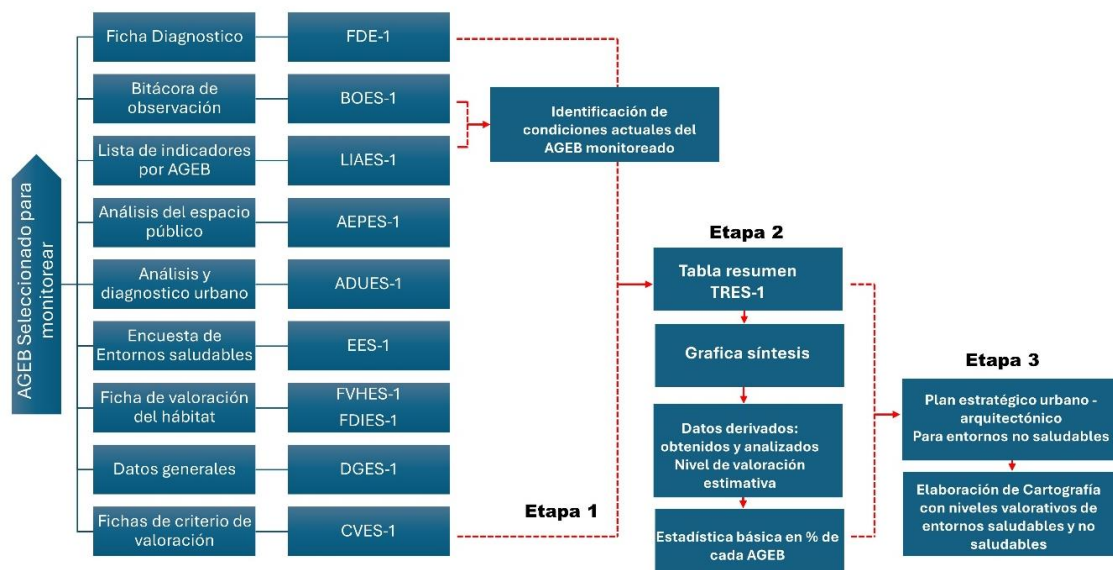 AGEB Seleccionado para
monitorear
Ficha Diagnostico
FDE-1
Bitácora de
observación
BOES-1
Lista de indicadores
por AGEB
LIAES-1
Análisis del espacio
público
AEPES-1
Análisis y
diagnostico urbano
ADUES-1
Encuesta de
Entornos saludables
EES-1
Ficha de valoración
del hábitat
FVHES-1
FDIES-1
Datos generales
DGES-1
Fichas de criterio de
valoración
CVES-1
Identificación de
condiciones actuales del
AGEB monitoreado
Etapa 1
Etapa 2
Tabla resumen
TRES-1
Grafica síntesis
Datos derivados:
obtenidos y analizados
Nivel de valoración
estimativa
Estadística básica en % de
cada AGEB
Etapa 3
Plan estratégico urbano -
arquitectónico
Para entornos no saludables
Elaboración de Cartografía
con niveles valorativos de
entornos saludables y no
saludables